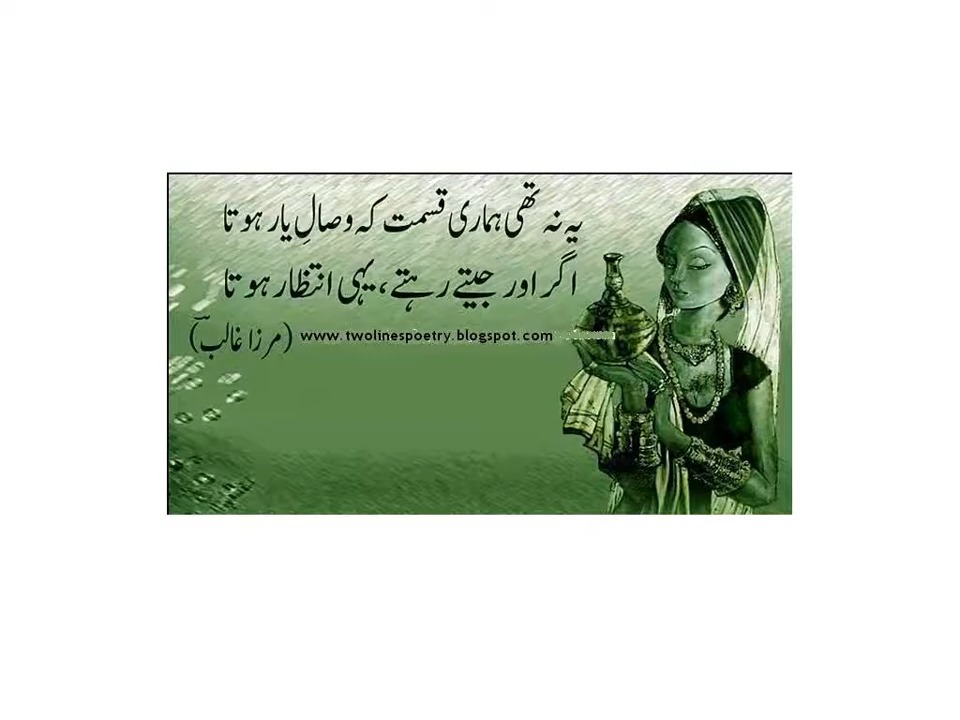 یہ نہ تھی ہماری قسمت کہ وصالِ یار ہوتا
اگر اور جیتے رہتے، یہی انتظار ہوتا
www.twolinespoetry.blogspot.com (مرزا غالب)